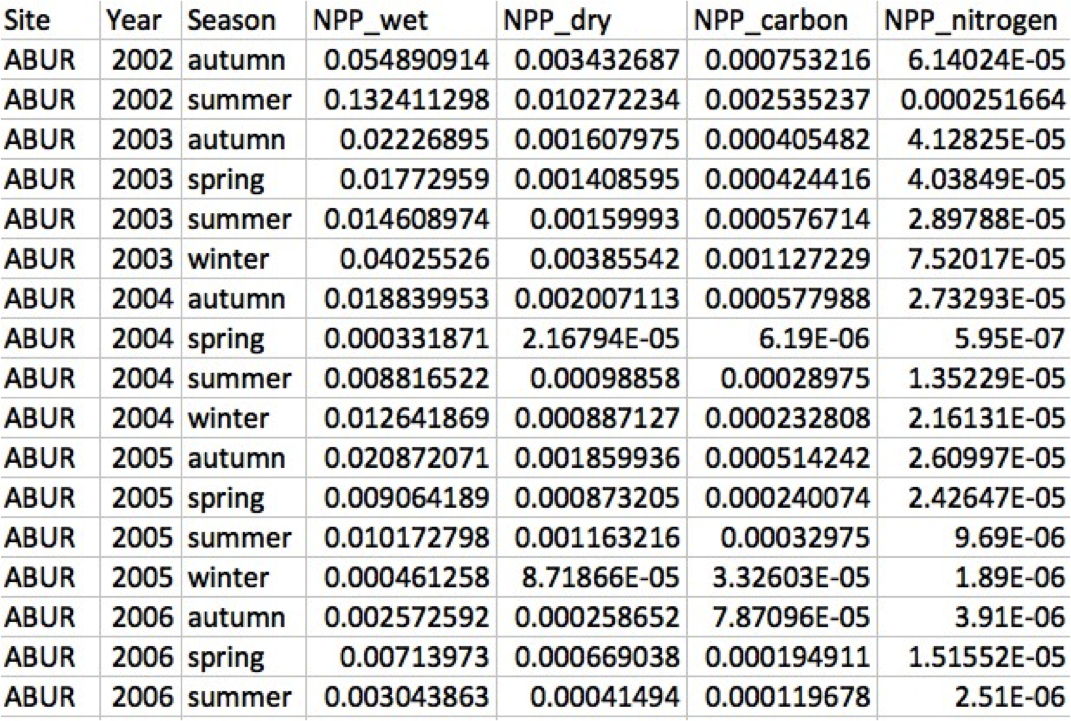 Site Year Season NPP_wet NPP_dry NPP_carbon NPP_nitrogen
ABUR 2002 autumn 0.054890914 0.003432687 0.000753216 6.14024E-05
ABUR 2002 summer 0.132411298 0.010272234 0.002535237 0.000251664
ABUR 2003 autumn 0.02226895 0.001607975 0.000405482 4.12825E-05
ABUR 2003 spring 0.01772959 0.001408595 0.000424416 4.03849E-05
ABUR 2003 summer 0.014608974 0.00159993 0.000576714 2.89788E-05
ABUR 2003 winter 0.04025526 0.00385542 0.001127229 7.52017E-05
ABUR 2004 autumn 0.018839953 0.002007113 0.000577988 2.73293E-05
ABUR 2004 spring 0.000331871 2.16794E-05 6.19E-06 5.95E-07
ABUR 2004 summer 0.008816522 0.00098858 0.00028975 1.35229E-05
ABUR 2004 winter 0.012641869 0.000887127 0.000232808 2.16131E-05
ABUR 2005 autumn 0.020872071 0.001859936 0.000514242 2.60997E-05
ABUR 2005 spring 0.009064189 0.000873205 0.000240074 2.42647E-05
ABUR 2005 summer 0.010172798 0.001163216 0.00032975 9.69E-06
ABUR 2005 winter 0.000461258 8.71866E-05 3.32603E-05 1.89E-06
ABUR 2006 autumn 0.002572592 0.000258652 7.87096E-05 3.91E-06
ABUR 2006 spring 0.00713973 0.000669038 0.000194911 1.51552E-05
ABUR 2006 summer 0.003043863 0.00041494 0.000119678 2.51E-06